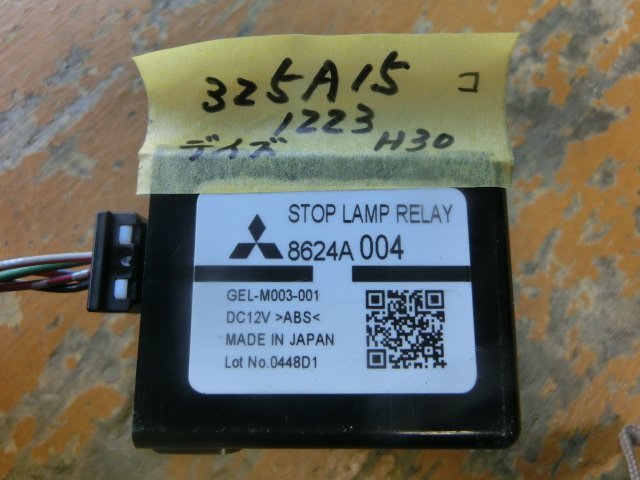 325A15 コ
1223
デイズ H30
STOP LAMP RELAY
8624A 004
GEL-M003-001
DC12V >ABS<
MADE IN JAPAN
Lot No.0448D1